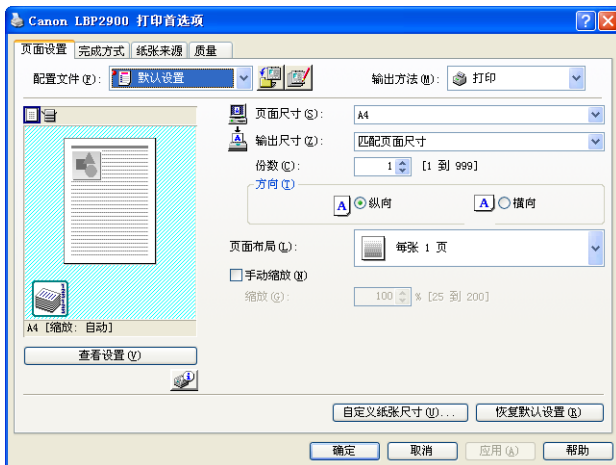 Canon LBP2900 打印首选项
页面设置 完成方式 纸张来源 质量
配置文件(F): 默认设置 输出方法(M): 打印
页面尺寸(S): A4
输出尺寸(Z): 匹配页面尺寸
份数(C): 1 [1 到 999]
方向(T)
A 纵向 A 横向
页面布局(L): 每张 1 页
手动缩放(N)
缩放(G): 100 % [25 到 200]
A4 [缩放: 自动]
查看设置(V)
自定义纸张尺寸(U)... 恢复默认设置(R)
确定 取消 应用(A) 帮助